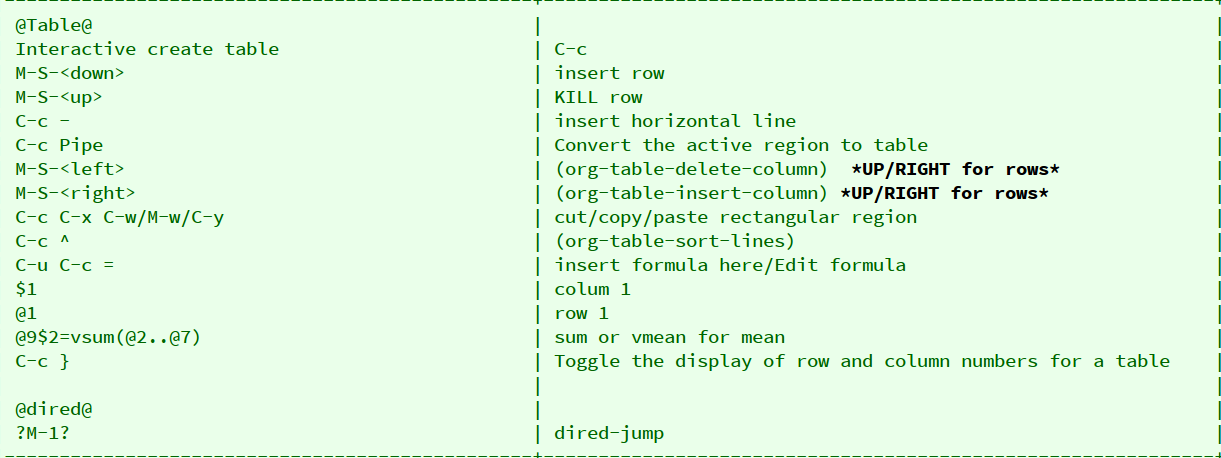 @Table@ |
Interactive create table | C-c
M-S-<down> | insert row
M-S-<up> | KILL row
C-c - | insert horizontal line
C-c Pipe | Convert the active region to table
M-S-<left> | (org-table-delete-column) *UP/RIGHT for rows*
M-S-<right> | (org-table-insert-column) *UP/RIGHT for rows*
C-c C-x C-w/M-w/C-y | cut/copy/paste rectangular region
C-c ^ | (org-table-sort-lines)
C-u C-c = | insert formula here/Edit formula
$1 | colum 1
@1 | row 1
@9$2=vsum(@2..@7) | sum or vmean for mean
C-c } | Toggle the display of row and column numbers for a table
@dired@ |
?M-1? | dired-jump